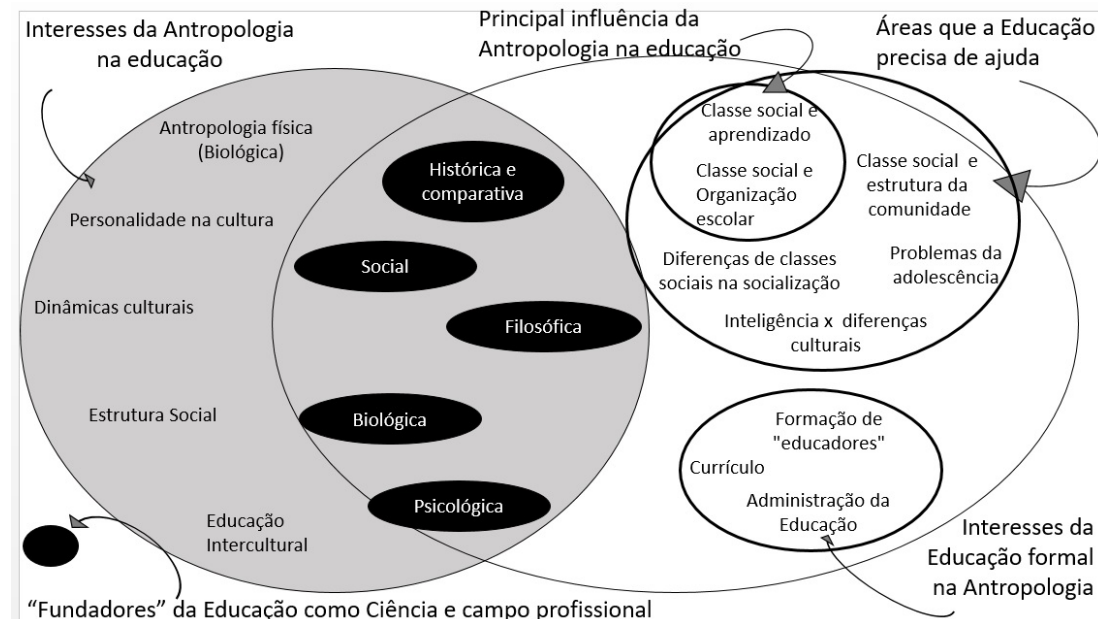 Interesses da Antropologia
na educação
Principal influência da
Antropologia na educação
Áreas que a Educação
precisa de ajuda
Antropologia física
(Biológica)
Personalidade na cultura
Dinâmicas culturais
Estrutura Social
Educação
Intercultural
Histórica e
comparativa
Social
Filosófica
Biológica
Psicológica
Classe social e
aprendizado
Classe social e
Organização
escolar
Classe social e
estrutura da
comunidade
Diferenças de classes
sociais na socialização
Problemas da
adolescência
Inteligência x diferenças
culturais
Formação de
"educadores"
Currículo
Administração da
Educação
Interesses da
Educação formal
na Antropologia
“Fundadores” da Educação como Ciência e campo profissional